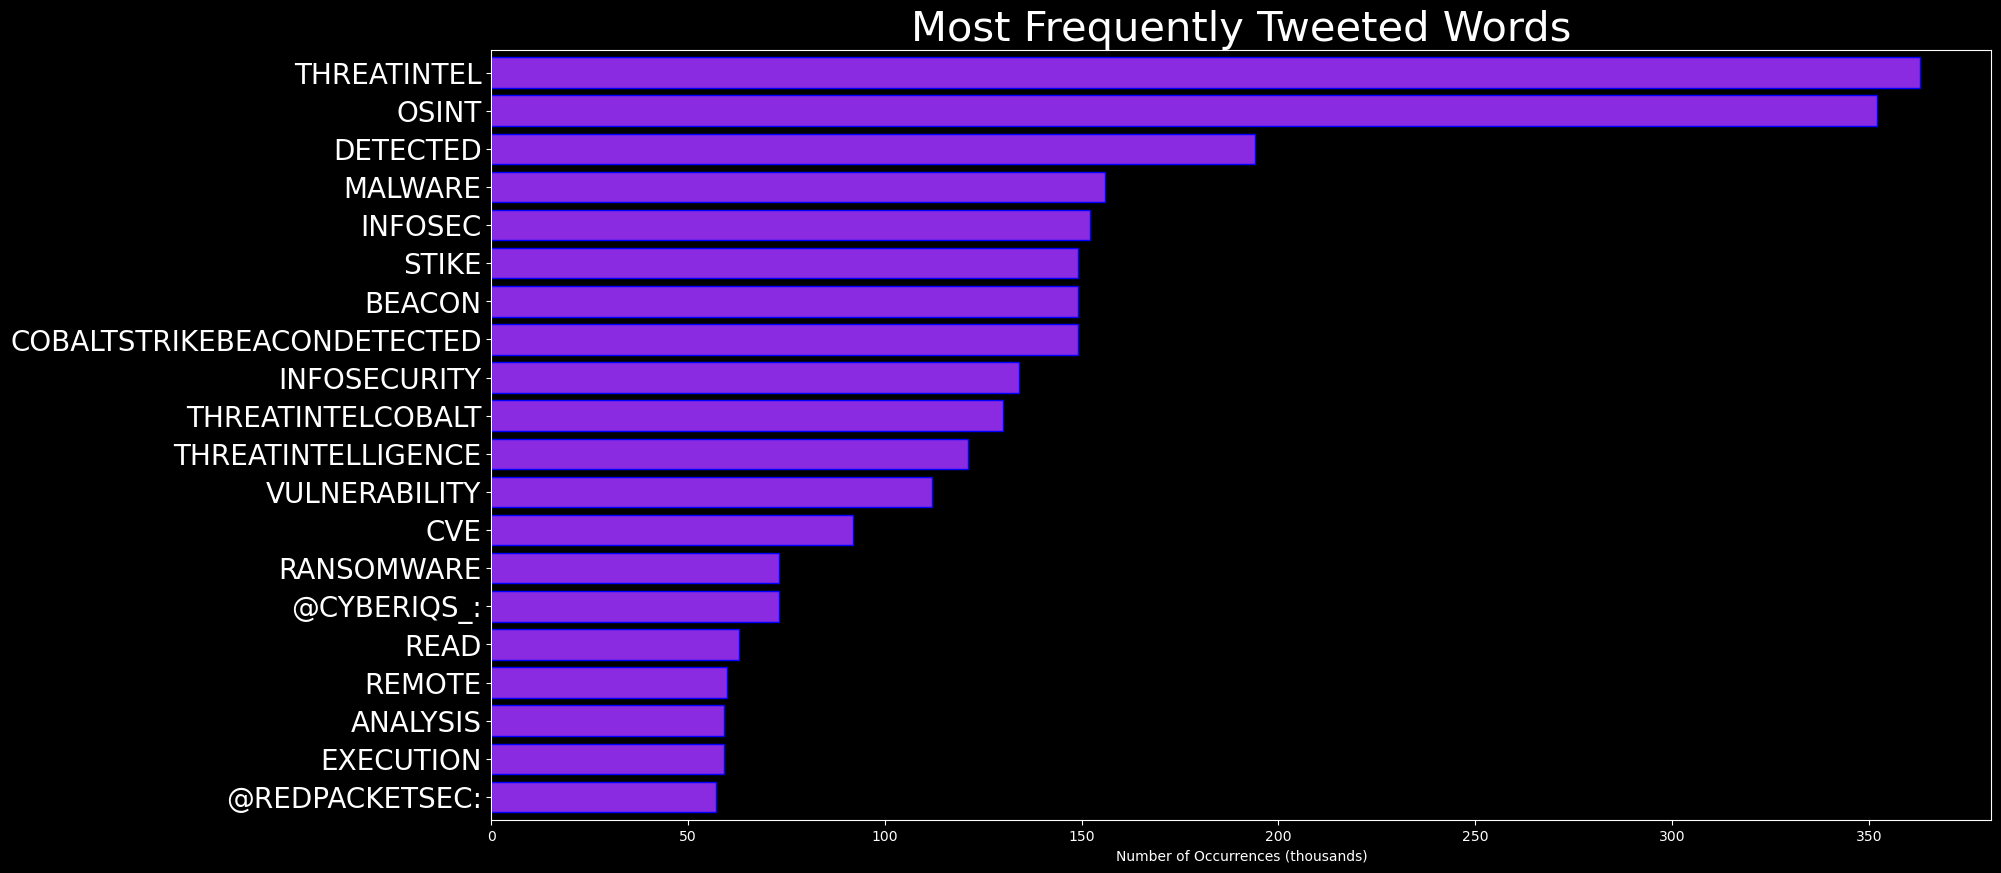 Most Frequently Tweeted Words
THREATINTEL
OSINT
DETECTED
MALWARE
INFOSEC
STIKE
BEACON
COBALTSTRIKEBEACONDETECTED
INFOSECURITY
THREATINTELCOBALT
THREATINTELLIGENCE
VULNERABILITY
CVE
RANSOMWARE
@CYBERIQS_:
READ
REMOTE
ANALYSIS
EXECUTION
@REDPACKETSEC:
0 50 100 150 200 250 300 350
Number of Occurrences (thousands)